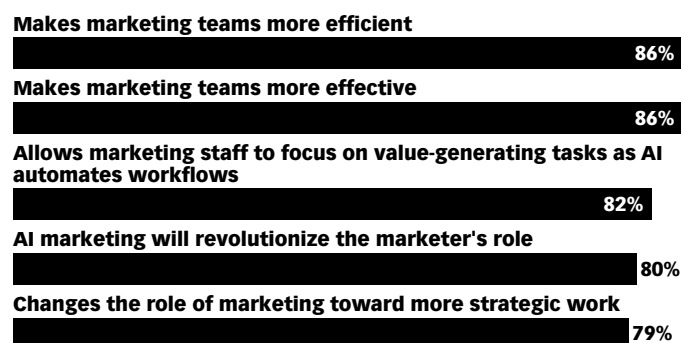 Makes marketing teams more efficient
86%
Makes marketing teams more effective
86%
Allows marketing staff to focus on value-generating tasks as AI
automates workflows
82%
AI marketing will revolutionize the marketer's role
80%
Changes the role of marketing toward more strategic work
79%